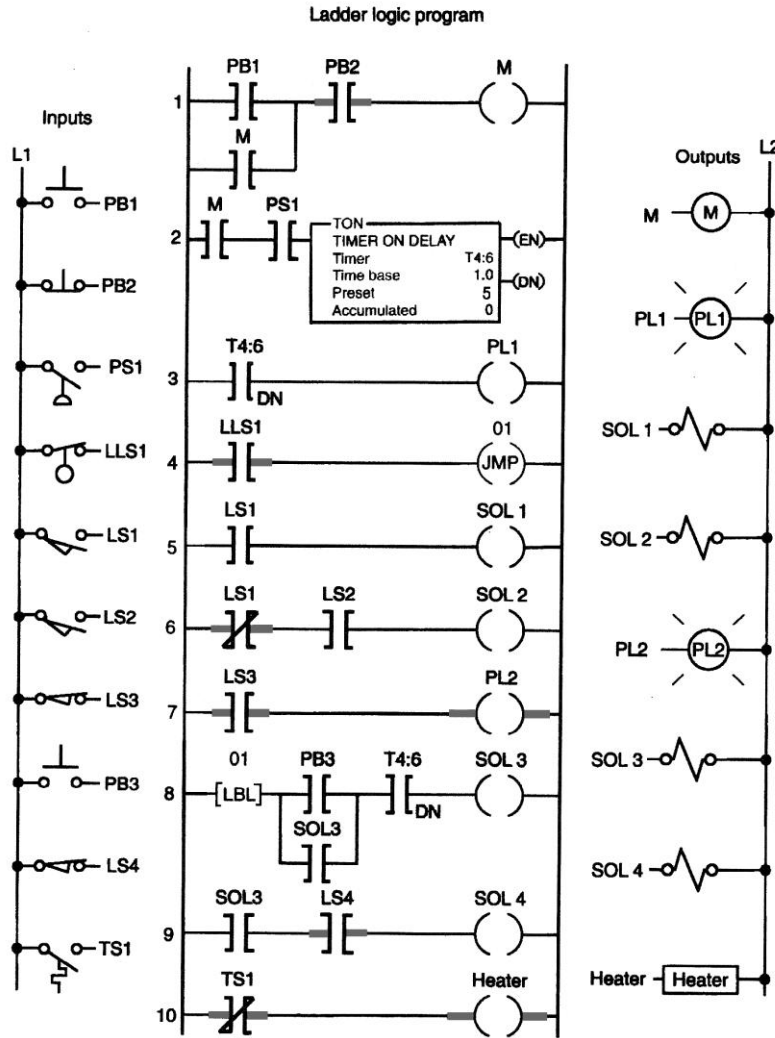 Ladder logic program
Inputs
L1
PB1
PB2
PS1
LLS1
LS1
LS2
LS3
PB3
LS4
TS1
1
PB1
PB2
M
M
2
M
PS1
TON
TIMER ON DELAY
Timer T4:6
Time base 1.0
Preset 5
Accumulated 0
(EN)
(DN)
3
T4:6
DN
PL1
4
LLS1
01
JMP
5
LS1
SOL 1
6
LS1
LS2
SOL 2
7
LS3
PL2
8
01
[LBL]
PB3
T4:6
DN
SOL 3
SOL3
9
SOL3
LS4
SOL 4
10
TS1
Heater
Outputs
L2
M M
PL1 PL1
SOL 1
SOL 2
PL2 PL2
SOL 3
SOL 4
Heater Heater